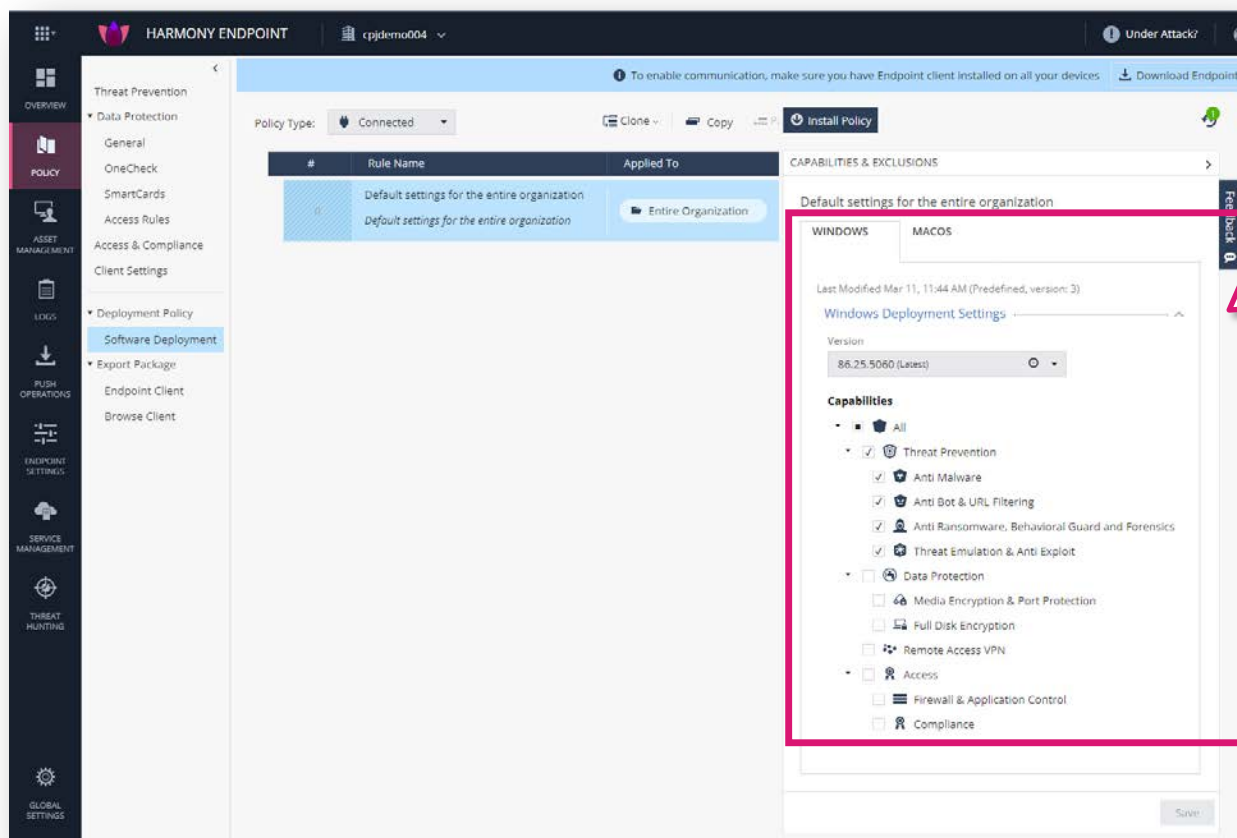 HARMONY ENDPOINT
cpjdemo004
Under Attack?
To enable communication, make sure you have Endpoint client installed on all your devices
Download Endpoint
OVERVIEW
POLICY
ASSET
MANAGEMENT
LOGS
PUSH
OPERATIONS
ENDPOINT
SETTINGS
SERVICE
MANAGEMENT
THREAT
HUNTING
GLOBAL
SETTINGS
Threat Prevention
Data Protection
General
OneCheck
SmartCards
Access Rules
Access & Compliance
Client Settings
Deployment Policy
Software Deployment
Export Package
Endpoint Client
Browse Client
Policy Type:
Connected
Clone
Copy
Install Policy
1
# Rule Name Applied To
0
Default settings for the entire organization
Default settings for the entire organization
Entire Organization
CAPABILITIES & EXCLUSIONS
Default settings for the entire organization
WINDOWS MACOS
Last Modified Mar 11, 11:44 AM (Predefined, version: 3)
Windows Deployment Settings
Version
86.25.5060 (Latest)
Capabilities
All
Threat Prevention
Anti Malware
Anti Bot & URL Filtering
Anti Ransomware, Behavioral Guard and Forensics
Threat Emulation & Anti Exploit
Data Protection
Media Encryption & Port Protection
Full Disk Encryption
Remote Access VPN
Access
Firewall & Application Control
Compliance
Save
Feedback